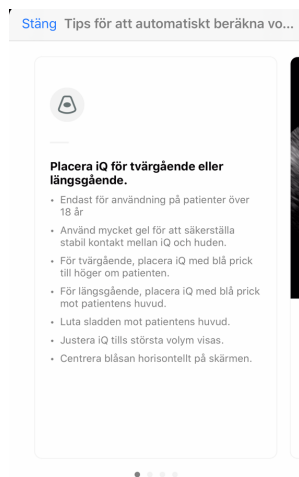 Stäng Tips för att automatiskt beräkna vo...
Placera iQ för tvärgående eller
längsgående.
• Endast för användning på patienter över
18 år
• Använd mycket gel för att säkerställa
stabil kontakt mellan iQ och huden.
• För tvärgående, placera iQ med blå prick
till höger om patienten.
• För längsgående, placera iQ med blå prick
mot patientens huvud.
• Luta sladden mot patientens huvud.
• Justera iQ tills största volym visas.
• Centrera blåsan horisontellt på skärmen.